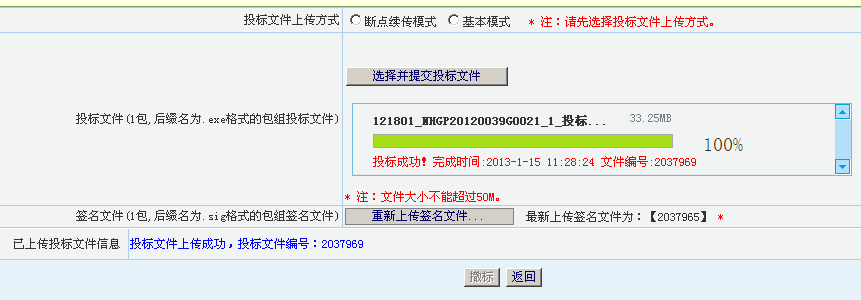 投标文件上传方式 断点续传模式 基本模式 * 注：请先选择投标文件上传方式。
选择并提交投标文件
投标文件(1包,后缀名为.exe格式的包组投标文件)
121801_NHGP20120039G0021_1_投标... 33.25MB
100%
投标成功! 完成时间:2013-1-15 11:28:24 文件编号:2037969
* 注：文件大小不能超过50M。
签名文件(1包,后缀名为.sig格式的包组签名文件) 重新上传签名文件... 最新上传签名文件为：【2037965】 *
已上传投标文件信息 投标文件上传成功，投标文件编号：2037969
撤标 返回